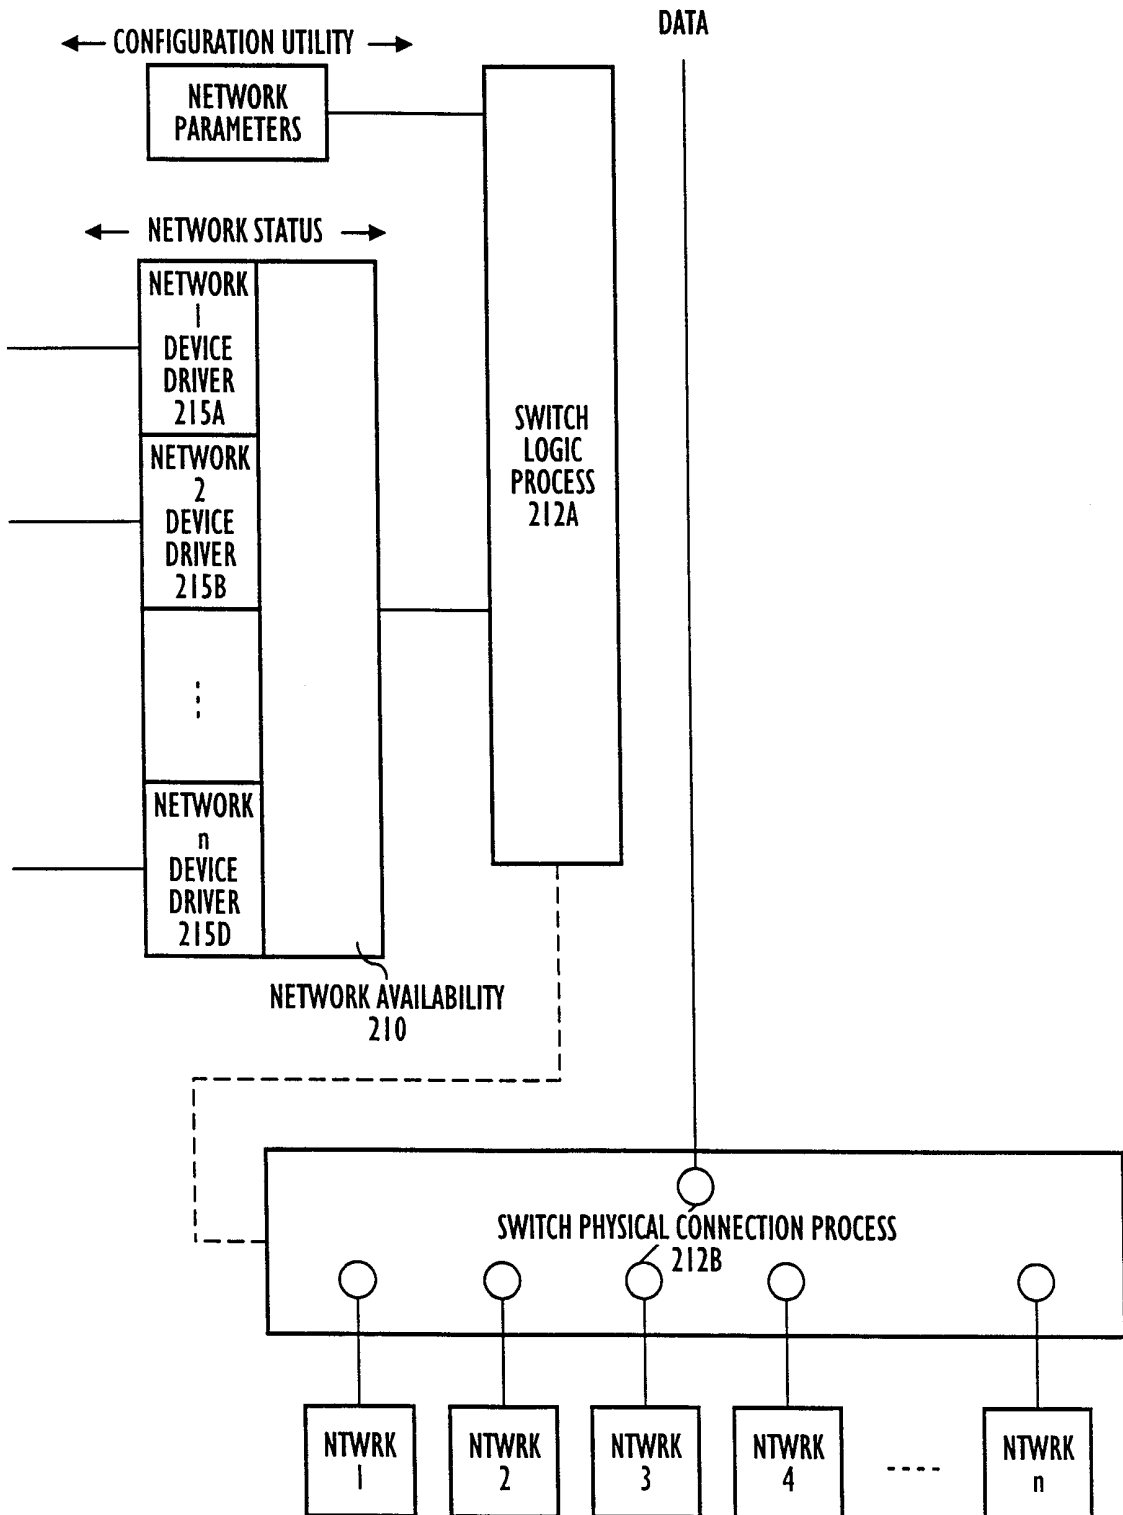 DATA
CONFIGURATION UTILITY
NETWORK
PARAMETERS
NETWORK STATUS
NETWORK
1
DEVICE
DRIVER
215A
NETWORK
2
DEVICE
DRIVER
215B
NETWORK
n
DEVICE
DRIVER
215D
SWITCH
LOGIC
PROCESS
212A
NETWORK AVAILABILITY
210
SWITCH PHYSICAL CONNECTION PROCESS
212B
NTWRK
1
NTWRK
2
NTWRK
3
NTWRK
4
NTWRK
n